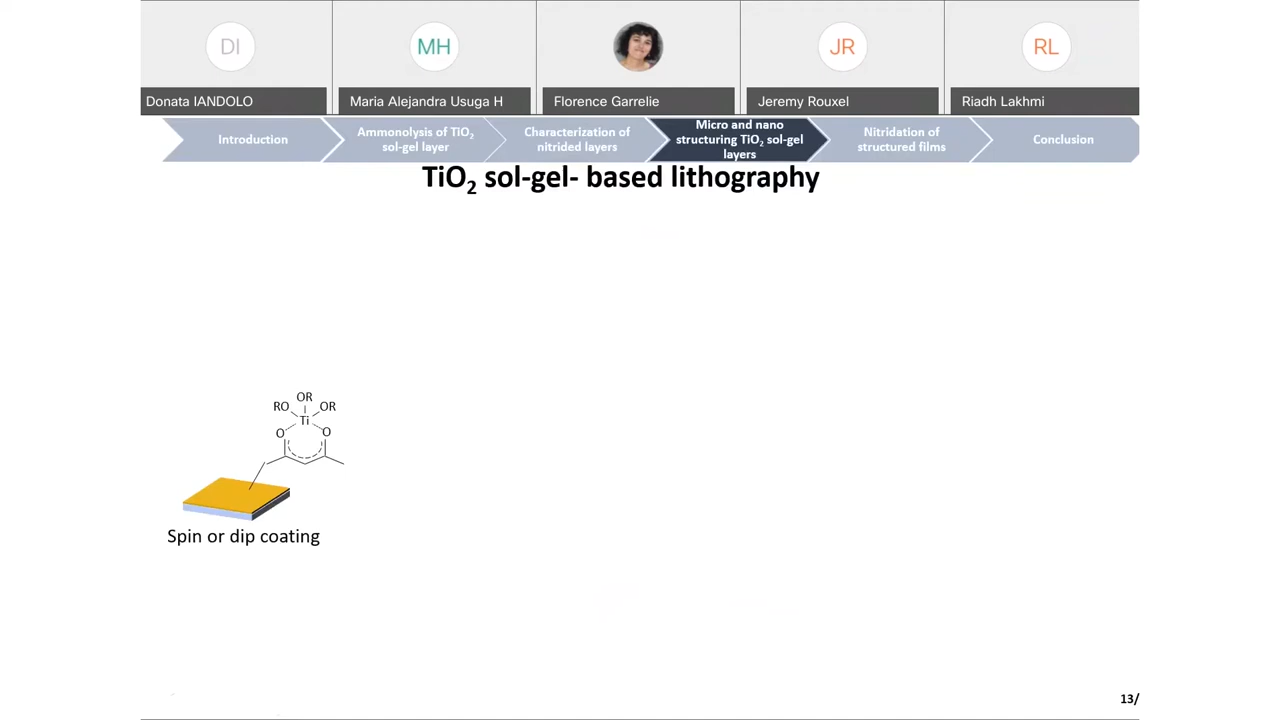 DI
MH
JR
RL
Donata IANDOLO
Maria Alejandra Usuga H
Florence Garrelie
Jeremy Rouxel
Riadh Lakhmi
Introduction
Ammonolysis of TiO₂
sol-gel layer
Characterization of
nitrided layers
Micro and nano
structuring TiO₂ sol-gel
layers
Nitridation of
structured films
Conclusion
TiO₂ sol-gel- based lithography
OR
RO OR
Ti
O O
Spin or dip coating
13/